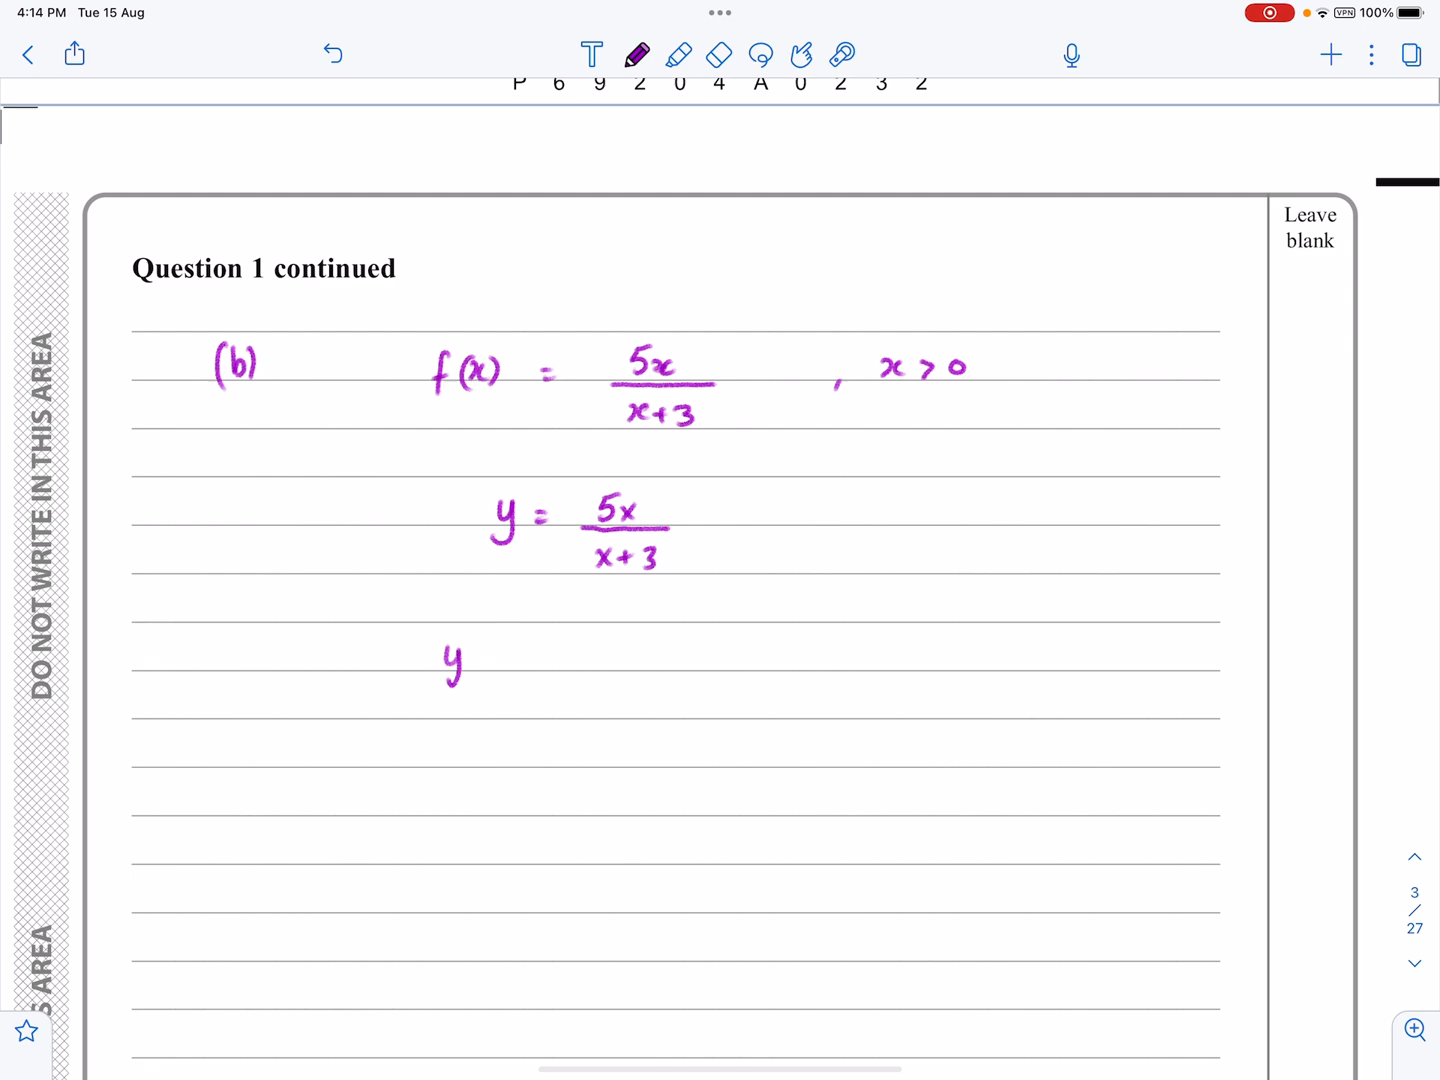 4:14 PM Tue 15 Aug
VPN 100%
T
P 6 9 2 0 4 A 0 2 3 2
Leave
blank
Question 1 continued
DO NOT WRITE IN THIS AREA
(b) f(x) = 5x / x+3 , x > 0
y = 5x / x+3
y
S AREA
3
/
27